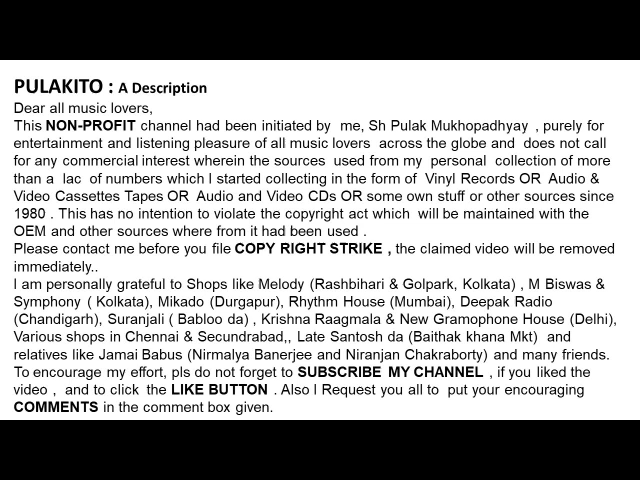 PULAKITO : A Description
Dear all music lovers,
This NON-PROFIT channel had been initiated by me, Sh Pulak Mukhopadhyay , purely for
entertainment and listening pleasure of all music lovers across the globe and does not call
for any commercial interest wherein the sources used from my personal collection of more
than a lac of numbers which I started collecting in the form of Vinyl Records OR Audio &
Video Cassettes Tapes OR Audio and Video CDs OR some own stuff or other sources since
1980 . This has no intention to violate the copyright act which will be maintained with the
OEM and other sources where from it had been used .
Please contact me before you file COPY RIGHT STRIKE , the claimed video will be removed
immediately..
I am personally grateful to Shops like Melody (Rashbihari & Golpark, Kolkata) , M Biswas &
Symphony ( Kolkata), Mikado (Durgapur), Rhythm House (Mumbai), Deepak Radio
(Chandigarh), Suranjali ( Babloo da) , Krishna Raagmala & New Gramophone House (Delhi),
Various shops in Chennai & Secundrabad,, Late Santosh da (Baithak khana Mkt) and
relatives like Jamai Babus (Nirmalya Banerjee and Niranjan Chakraborty) and many friends.
To encourage my effort, pls do not forget to SUBSCRIBE MY CHANNEL , if you liked the
video , and to click the LIKE BUTTON . Also I Request you all to put your encouraging
COMMENTS in the comment box given.